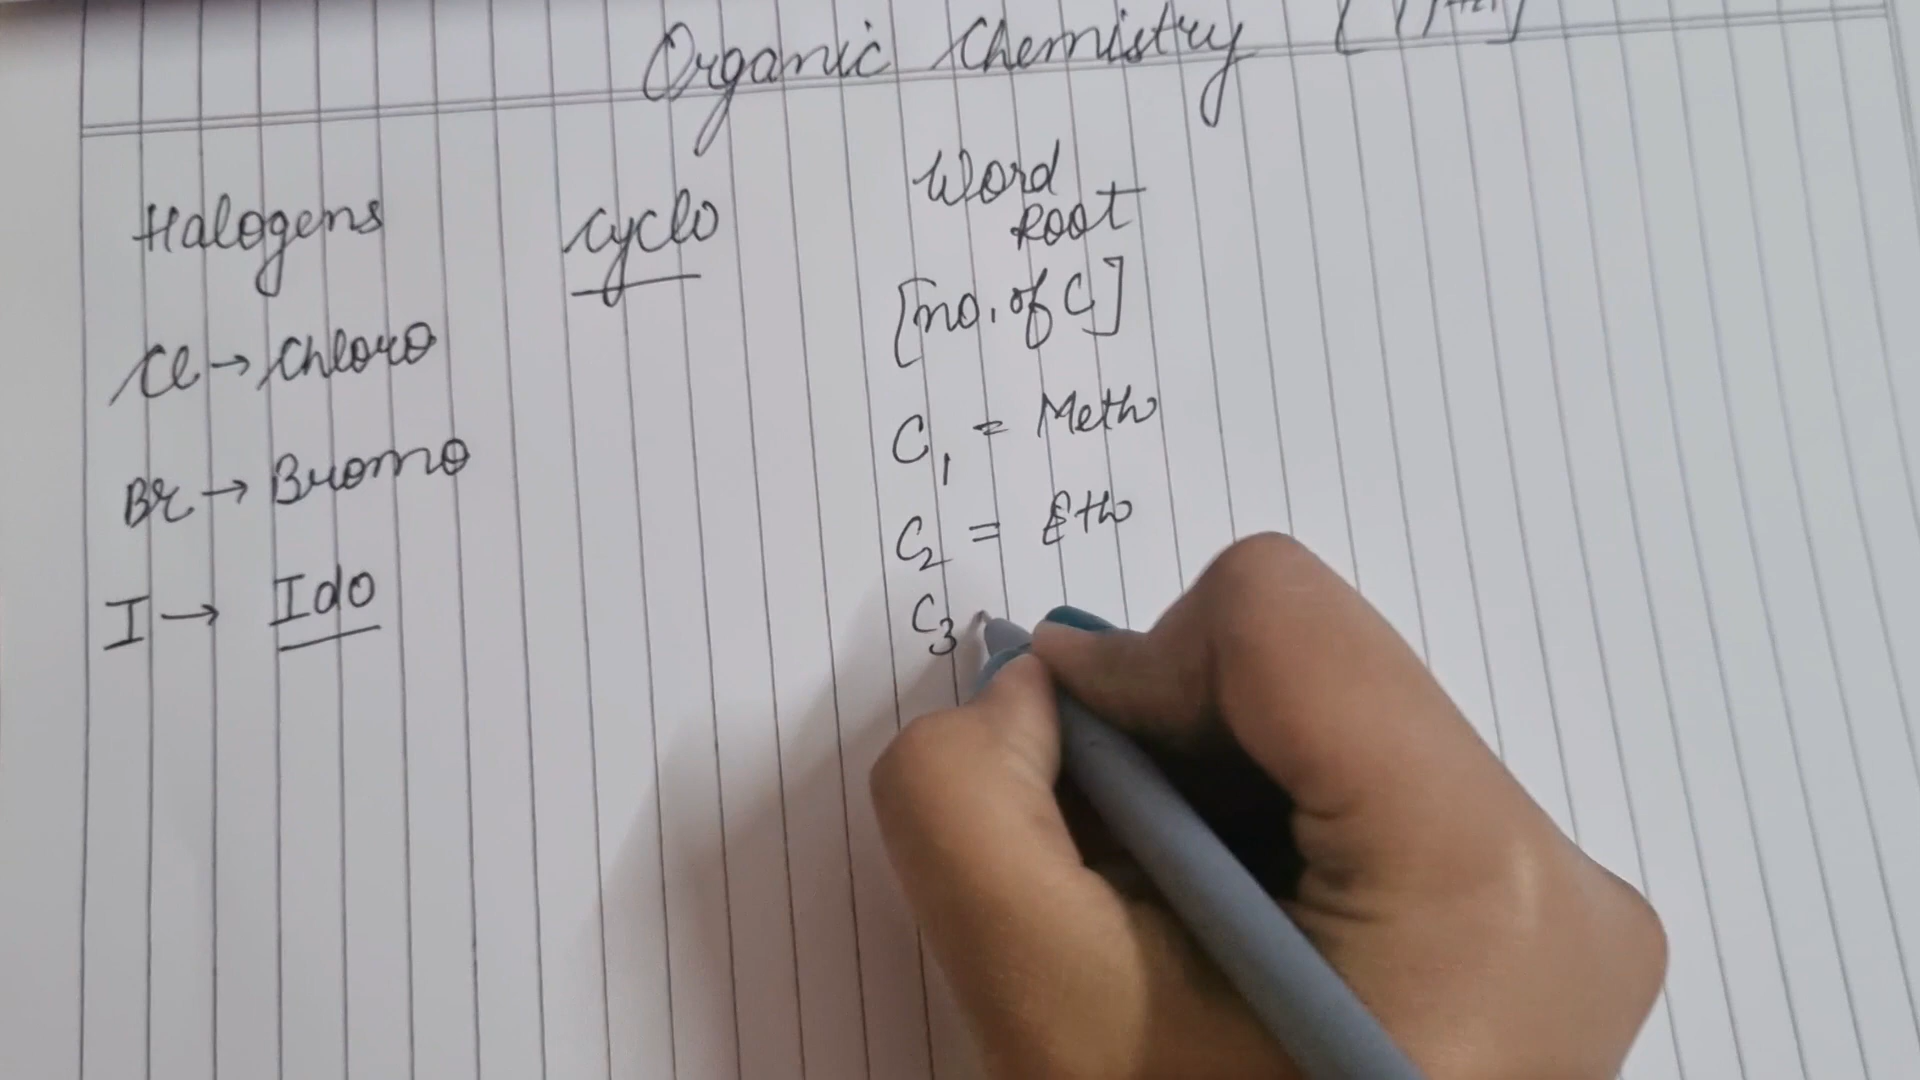 Organic Chemistry
Halogens
Cl → Chloro
Br → Bromo
I → Ido
Cyclo
Word
Root
[no. of C]
C1 = Meth
C2 = Eth
C3